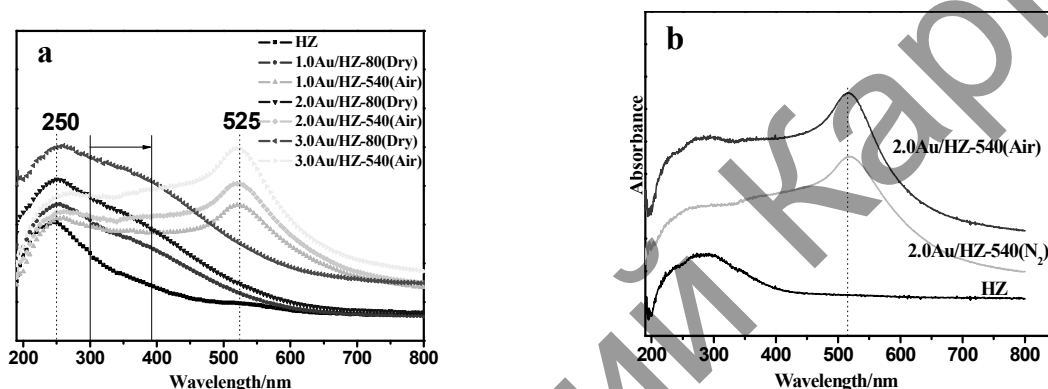 a
HZ
1.0Au/HZ-80(Dry)
1.0Au/HZ-540(Air)
2.0Au/HZ-80(Dry)
2.0Au/HZ-540(Air)
3.0Au/HZ-80(Dry)
3.0Au/HZ-540(Air)
250
525
200 300 400 500 600 700 800
Wavelength/nm
b
Absorbance
2.0Au/HZ-540(Air)
2.0Au/HZ-540(N₂)
HZ
200 300 400 500 600 700 800
Wavelength/nm
ий Кар